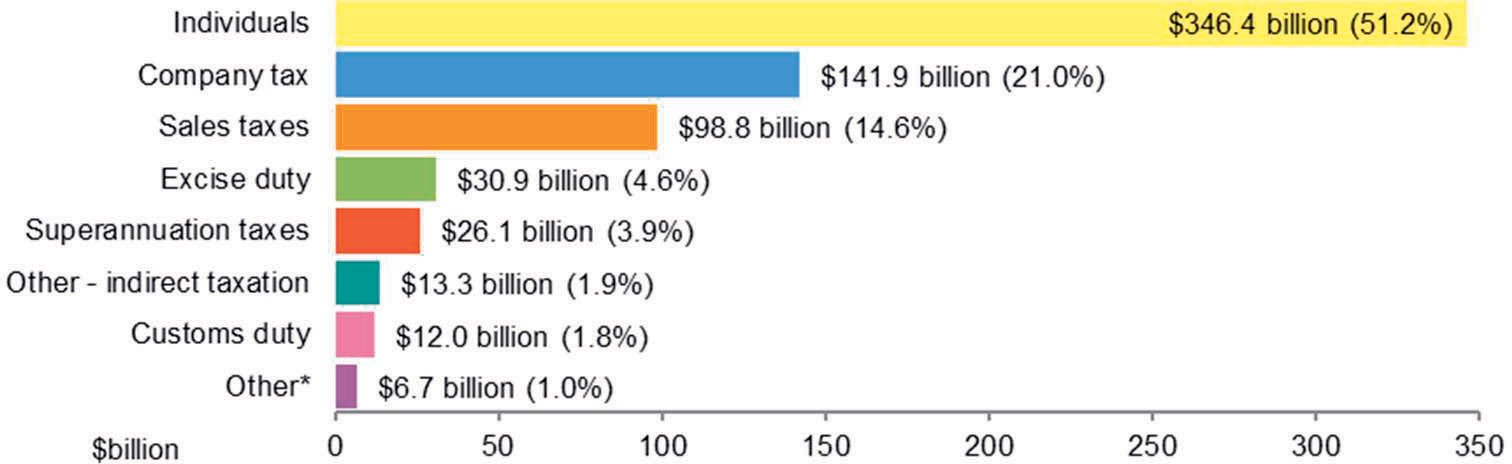 Individuals $346.4 billion (51.2%)
Company tax $141.9 billion (21.0%)
Sales taxes $98.8 billion (14.6%)
Excise duty $30.9 billion (4.6%)
Superannuation taxes $26.1 billion (3.9%)
Other - indirect taxation $13.3 billion (1.9%)
Customs duty $12.0 billion (1.8%)
Other* $6.7 billion (1.0%)
$billion 0 50 100 150 200 250 300 350